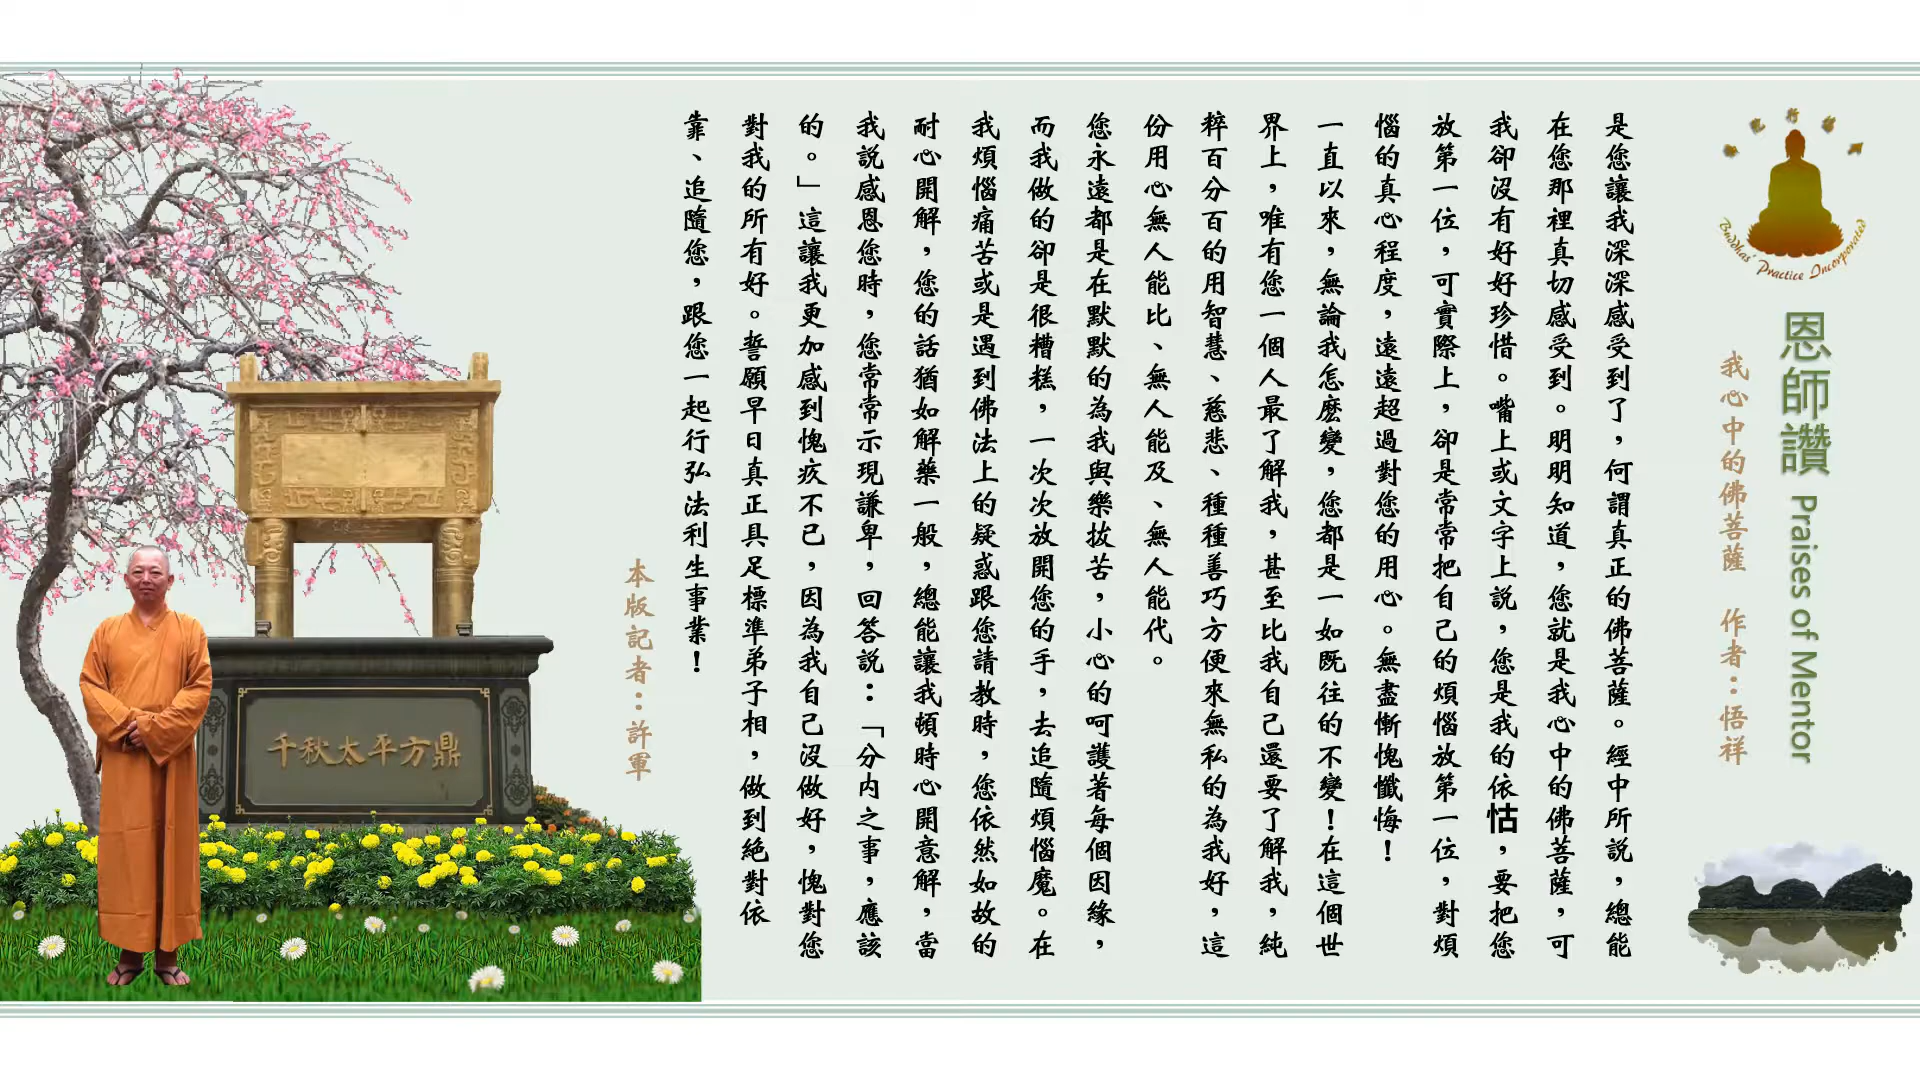 佛行協會
Buddhas' Practice Incorporated
恩師讚 Praises of Mentor
我心中的佛菩薩 作者：悟祥
是您讓我深深感受到了，何謂真正的佛菩薩。經中所說，總能
在您那裡真切感受到。明明知道，您就是我心中的佛菩薩，可
我卻沒有好好珍惜。嘴上或文字上說，您是我的依怙，要把您
放第一位，可實際上，卻是常常把自己的煩惱放第一位，對煩
惱的真心程度，遠遠超過對您的用心。無盡慚愧懺悔！
一直以來，無論我怎麽變，您都是一如既往的不變！在這個世
界上，唯有您一個人最了解我，甚至比我自己還要了解我，純
粹百分百的用智慧、慈悲、種種善巧方便來無私的為我好，這
份用心無人能比、無人能及、無人能代。
您永遠都是在默默的為我與樂拔苦，小心的呵護著每個因緣，
而我做的卻是很糟糕，一次次放開您的手，去追隨煩惱魔。在
我煩惱痛苦或是遇到佛法上的疑惑跟您請教時，您依然如故的
耐心開解，您的話猶如解藥一般，總能讓我頓時心開意解，當
我說感恩您時，您常常示現謙卑，回答說：「分內之事，應該
的。」這讓我更加感到愧疚不已，因為我自己沒做好，愧對您
對我的所有好。誓願早日真正具足標準弟子相，做到絕對依
靠、追隨您，跟您一起行弘法利生事業！
本版記者：許軍
千秋太平方鼎